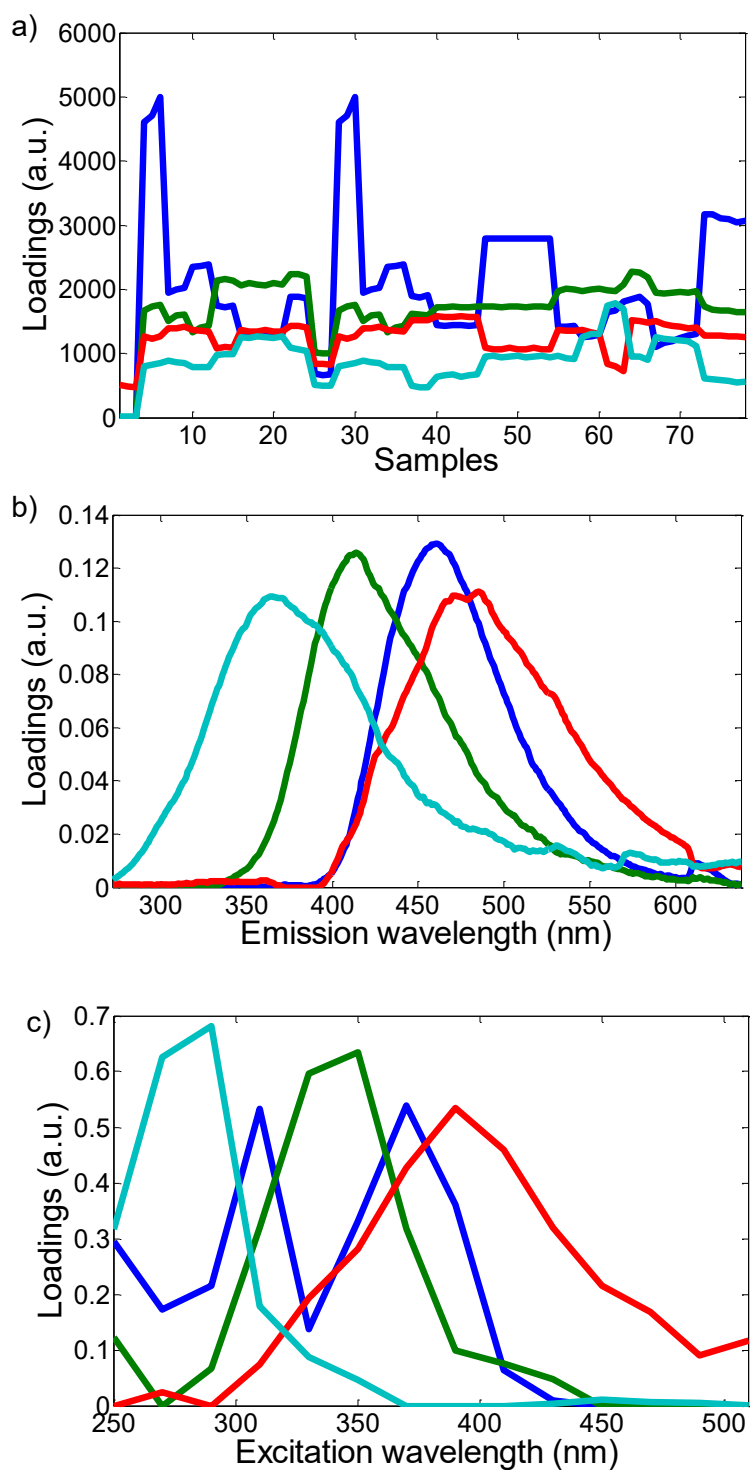 a)
6000
5000
4000
3000
2000
1000
0
Loadings (a.u.)
10 20 30 40 50 60 70
Samples
b)
0.14
0.12
0.1
0.08
0.06
0.04
0.02
0
Loadings (a.u.)
300 350 400 450 500 550 600
Emission wavelength (nm)
c)
0.7
0.6
0.5
0.4
0.3
0.2
0.1
0
Loadings (a.u.)
250 300 350 400 450 500
Excitation wavelength (nm)